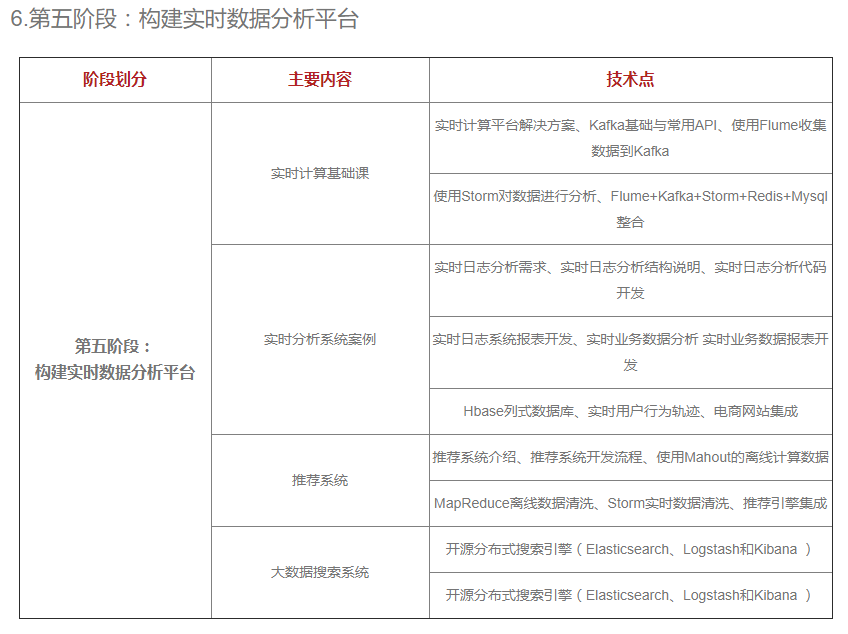 6.第五阶段：构建实时数据分析平台
阶段划分
主要内容
技术点
第五阶段：
构建实时数据分析平台
实时计算基础课
实时计算平台解决方案、Kafka基础与常用API、使用Flume收集
数据到Kafka
使用Storm对数据进行分析、Flume+Kafka+Storm+Redis+Mysql
整合
实时分析系统案例
实时日志分析需求、实时日志分析结构说明、实时日志分析代码
开发
实时日志系统报表开发、实时业务数据分析 实时业务数据报表开
发
Hbase列式数据库、实时用户行为轨迹、电商网站集成
推荐系统
推荐系统介绍、推荐系统开发流程、使用Mahout的离线计算数据
MapReduce离线数据清洗、Storm实时数据清洗、推荐引擎集成
大数据搜索系统
开源分布式搜索引擎（Elasticsearch、Logstash和Kibana ）
开源分布式搜索引擎（Elasticsearch、Logstash和Kibana ）